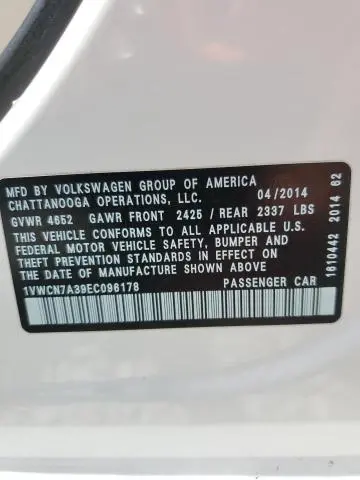 MFD BY VOLKSWAGEN GROUP OF AMERICA
CHATTANOOGA OPERATIONS, LLC. 04/2014
GVWR 4652 GAWR FRONT 2425 / REAR 2337 LBS
THIS VEHICLE CONFORMS TO ALL APPLICABLE U.S.
FEDERAL MOTOR VEHICLE SAFETY, BUMPER AND
THEFT PREVENTION STANDARDS IN EFFECT ON THE
DATE OF MANUFACTURE SHOWN ABOVE
1VWCN7A39EC096178 PASSENGER CAR
1610442 2014 62